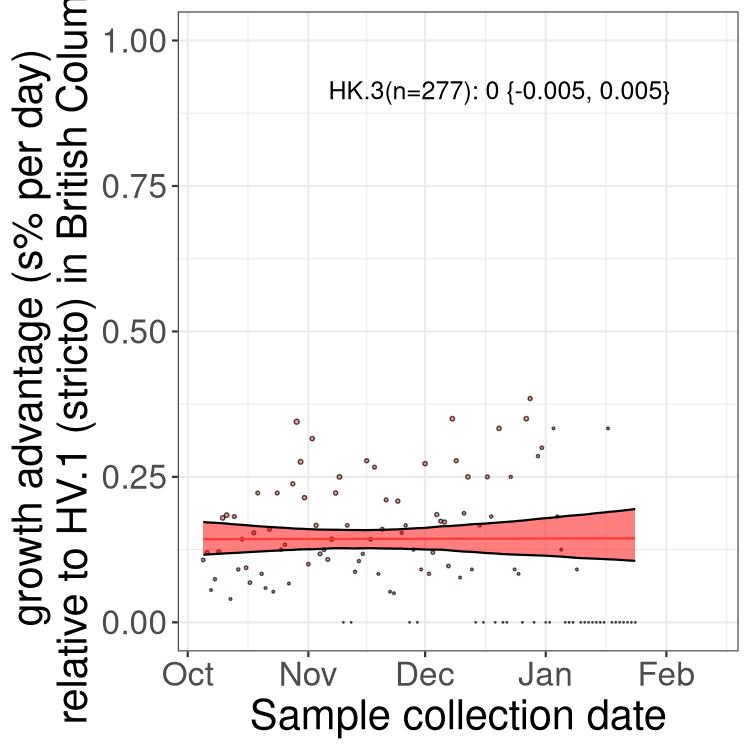 growth advantage (s% per day)
relative to HV.1 (stricto) in British Colum
1.00
0.75
0.50
0.25
0.00
HK.3(n=277): 0 {-0.005, 0.005}
Oct Nov Dec Jan Feb
Sample collection date